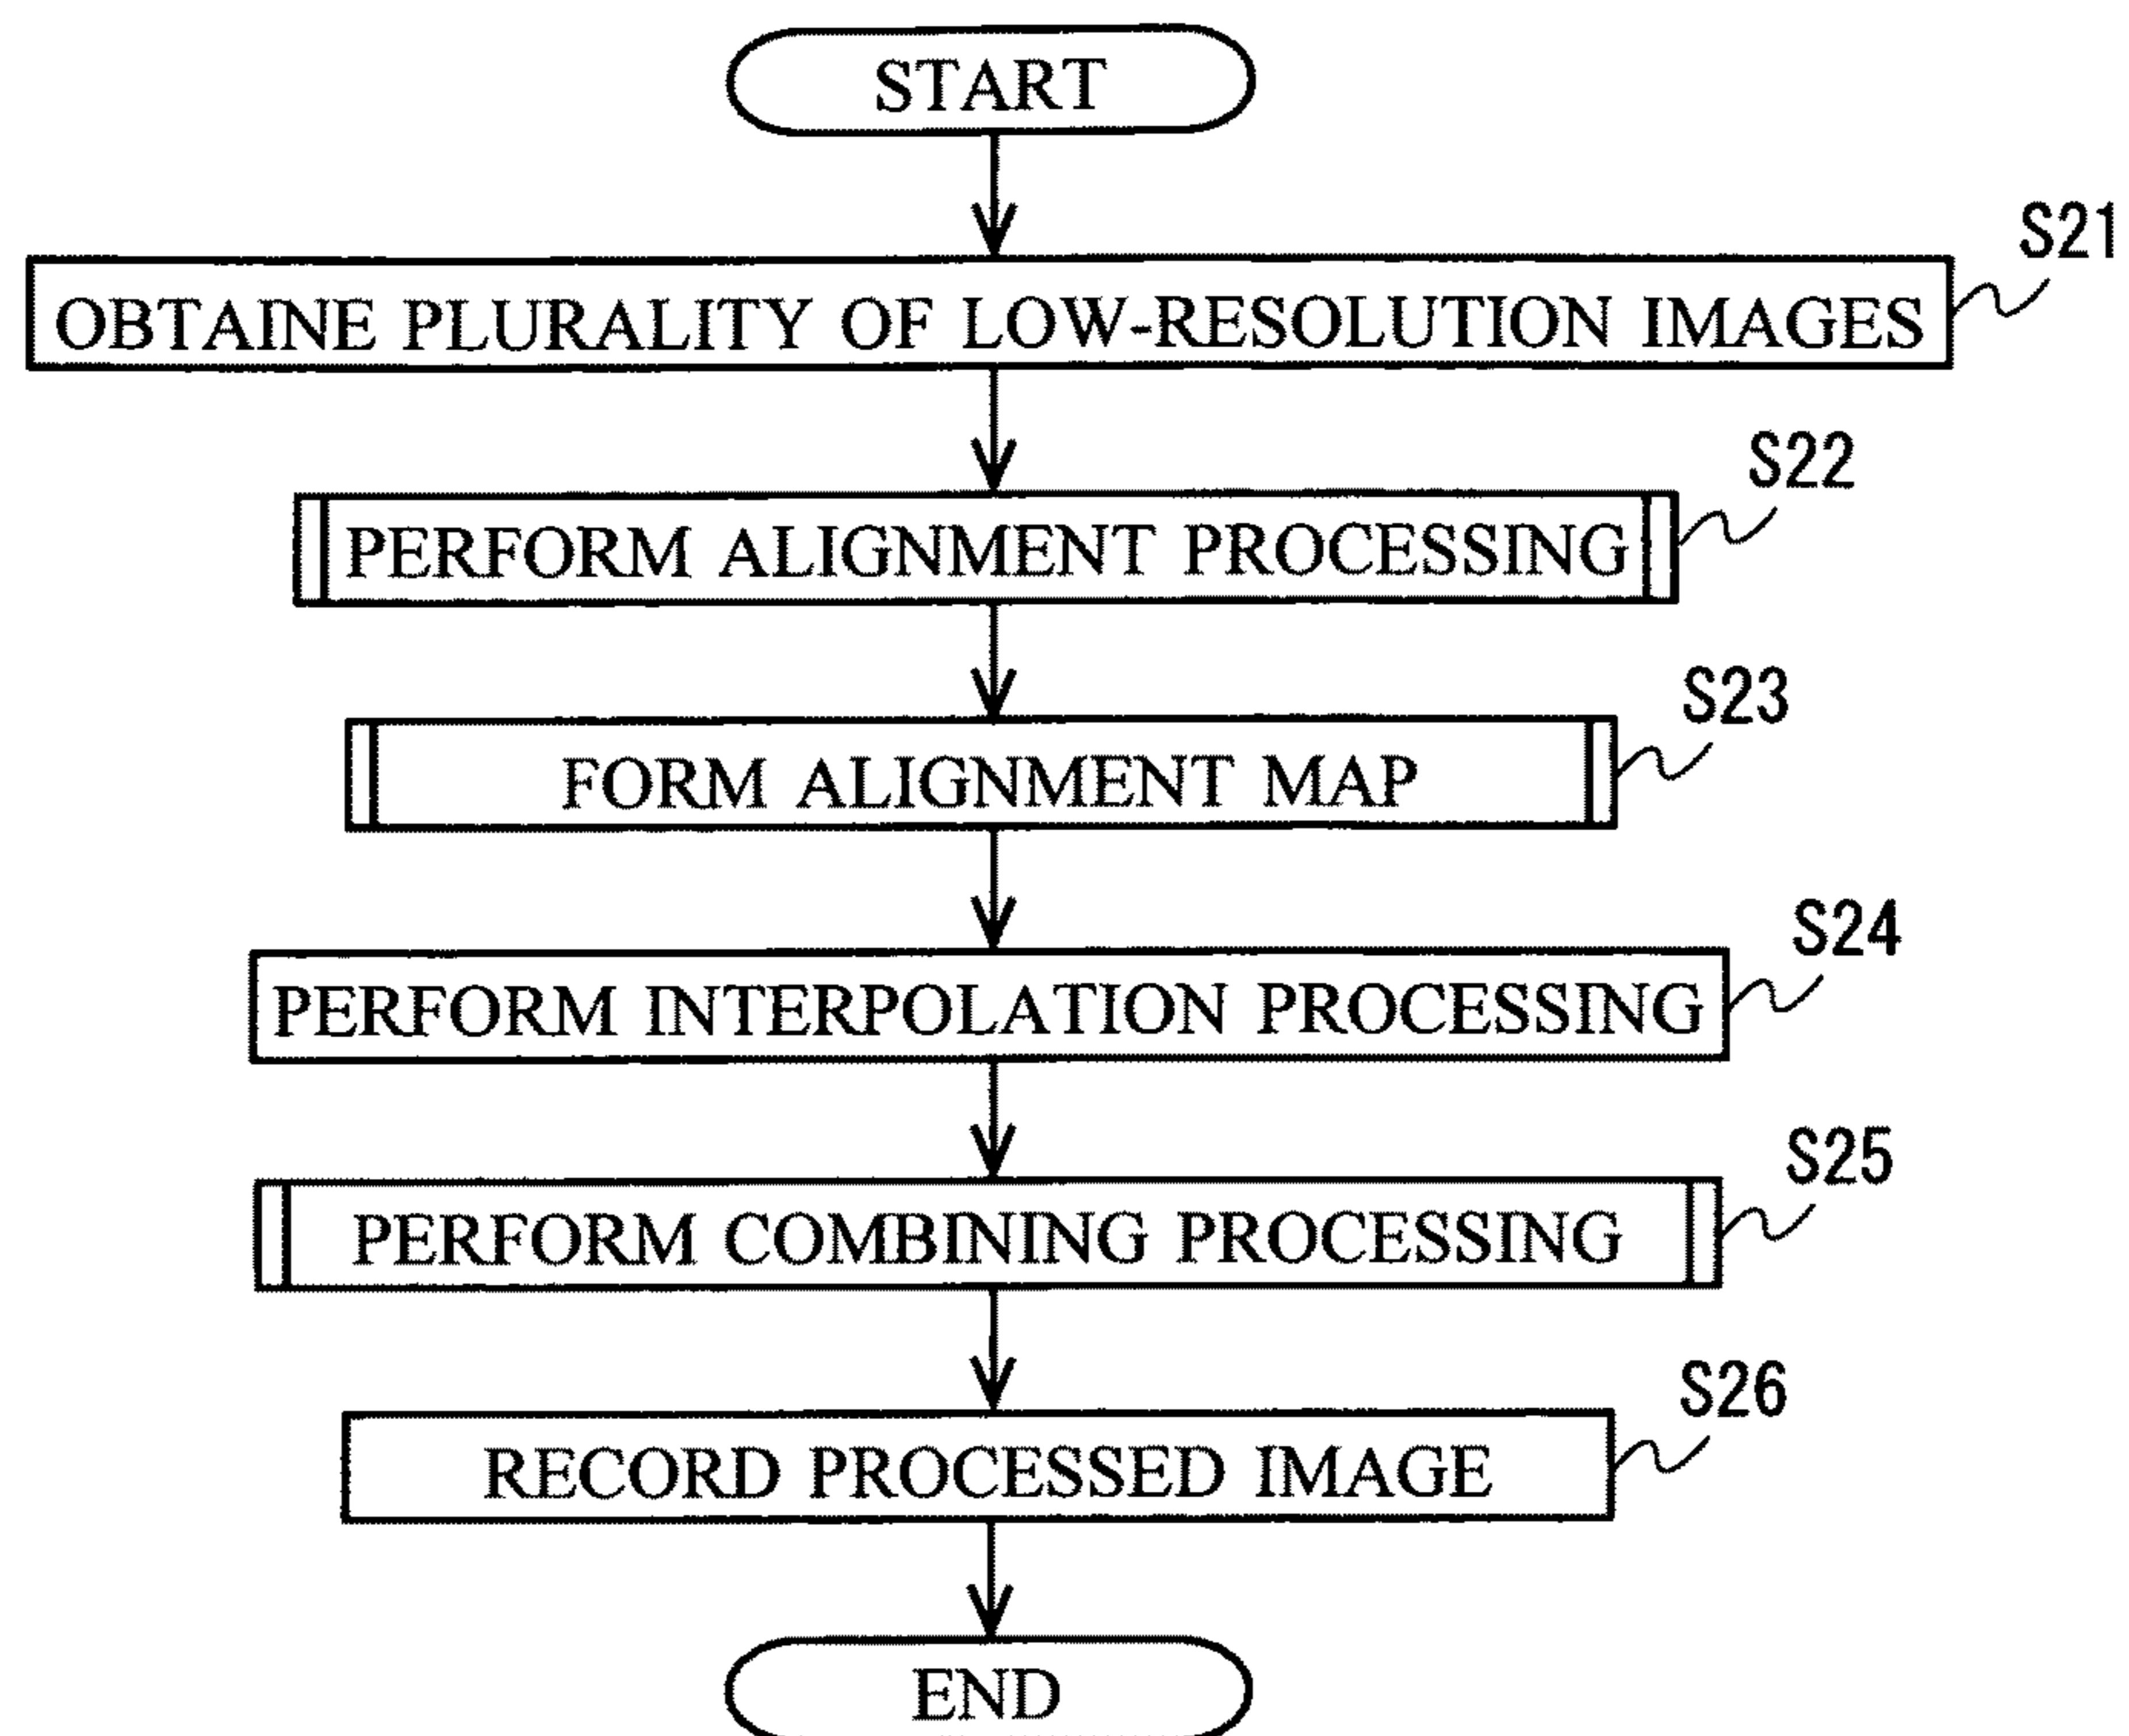 START
S21
OBTAINE PLURALITY OF LOW-RESOLUTION IMAGES
S22
PERFORM ALIGNMENT PROCESSING
S23
FORM ALIGNMENT MAP
S24
PERFORM INTERPOLATION PROCESSING
S25
PERFORM COMBINING PROCESSING
S26
RECORD PROCESSED IMAGE
END